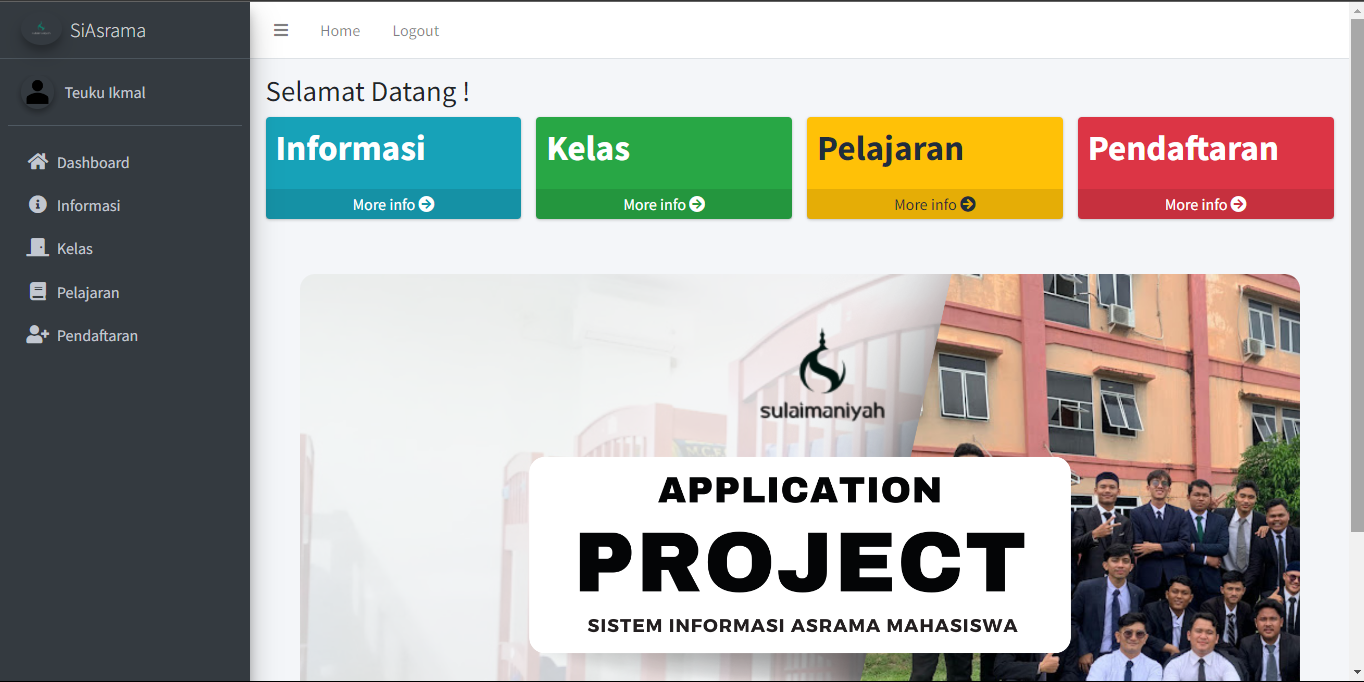 SiAsrama
Home
Logout
Teuku Ikmal
Dashboard
Informasi
Kelas
Pelajaran
Pendaftaran
Selamat Datang !
Informasi
More info
Kelas
More info
Pelajaran
More info
Pendaftaran
More info
sulaimaniyah
APPLICATION
PROJECT
SISTEM INFORMASI ASRAMA MAHASISWA